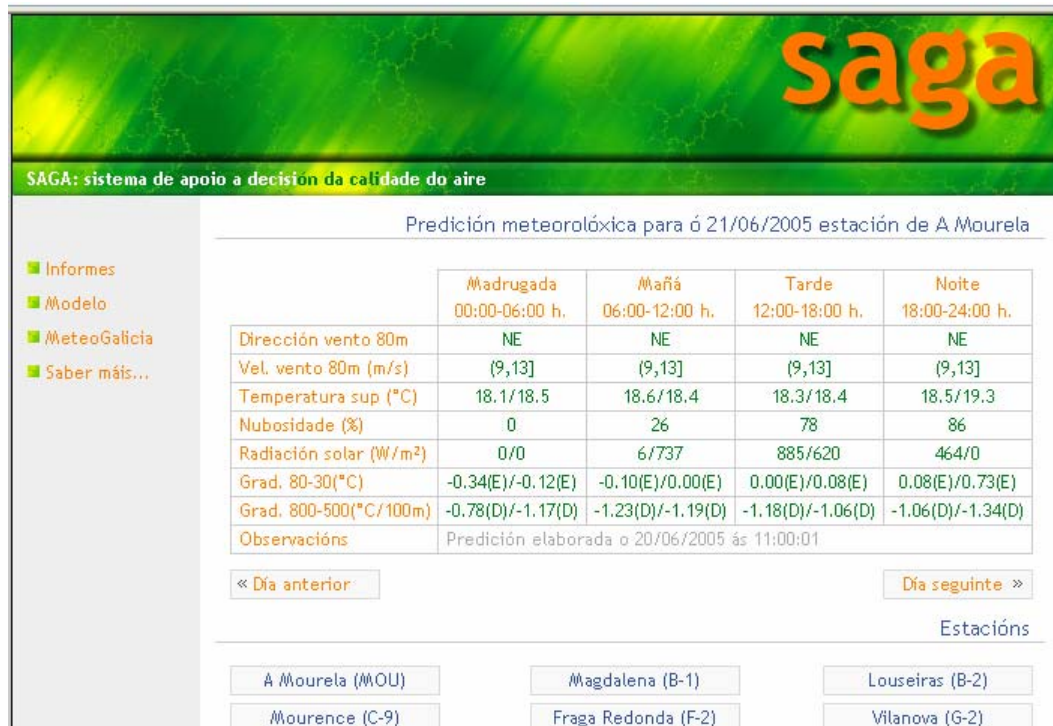 saga
SAGA: sistema de apoio a decisión da calidade do aire
Predición meteorolóxica para ó 21/06/2005 estación de A Mourela
Informes
Modelo
MeteoGalicia
Saber máis...
Madrugada Mañá Tarde Noite
00:00-06:00 h. 06:00-12:00 h. 12:00-18:00 h. 18:00-24:00 h.
Dirección vento 80m NE NE NE NE
Vel. vento 80m (m/s) (9,13] (9,13] (9,13] (9,13]
Temperatura sup (°C) 18.1/18.5 18.6/18.4 18.3/18.4 18.5/19.3
Nubosidade (%) 0 26 78 86
Radiación solar (W/m²) 0/0 6/737 885/620 464/0
Grad. 80-30(°C) -0.34(E)/-0.12(E) -0.10(E)/0.00(E) 0.00(E)/0.08(E) 0.08(E)/0.73(E)
Grad. 800-500(°C/100m) -0.78(D)/-1.17(D) -1.23(D)/-1.19(D) -1.18(D)/-1.06(D) -1.06(D)/-1.34(D)
Observacións Predición elaborada o 20/06/2005 ás 11:00:01
« Día anterior Día seguinte »
Estacións
A Mourela (MOU) Magdalena (B-1) Louseiras (B-2)
Mourence (C-9) Fraga Redonda (F-2) Vilanova (G-2)